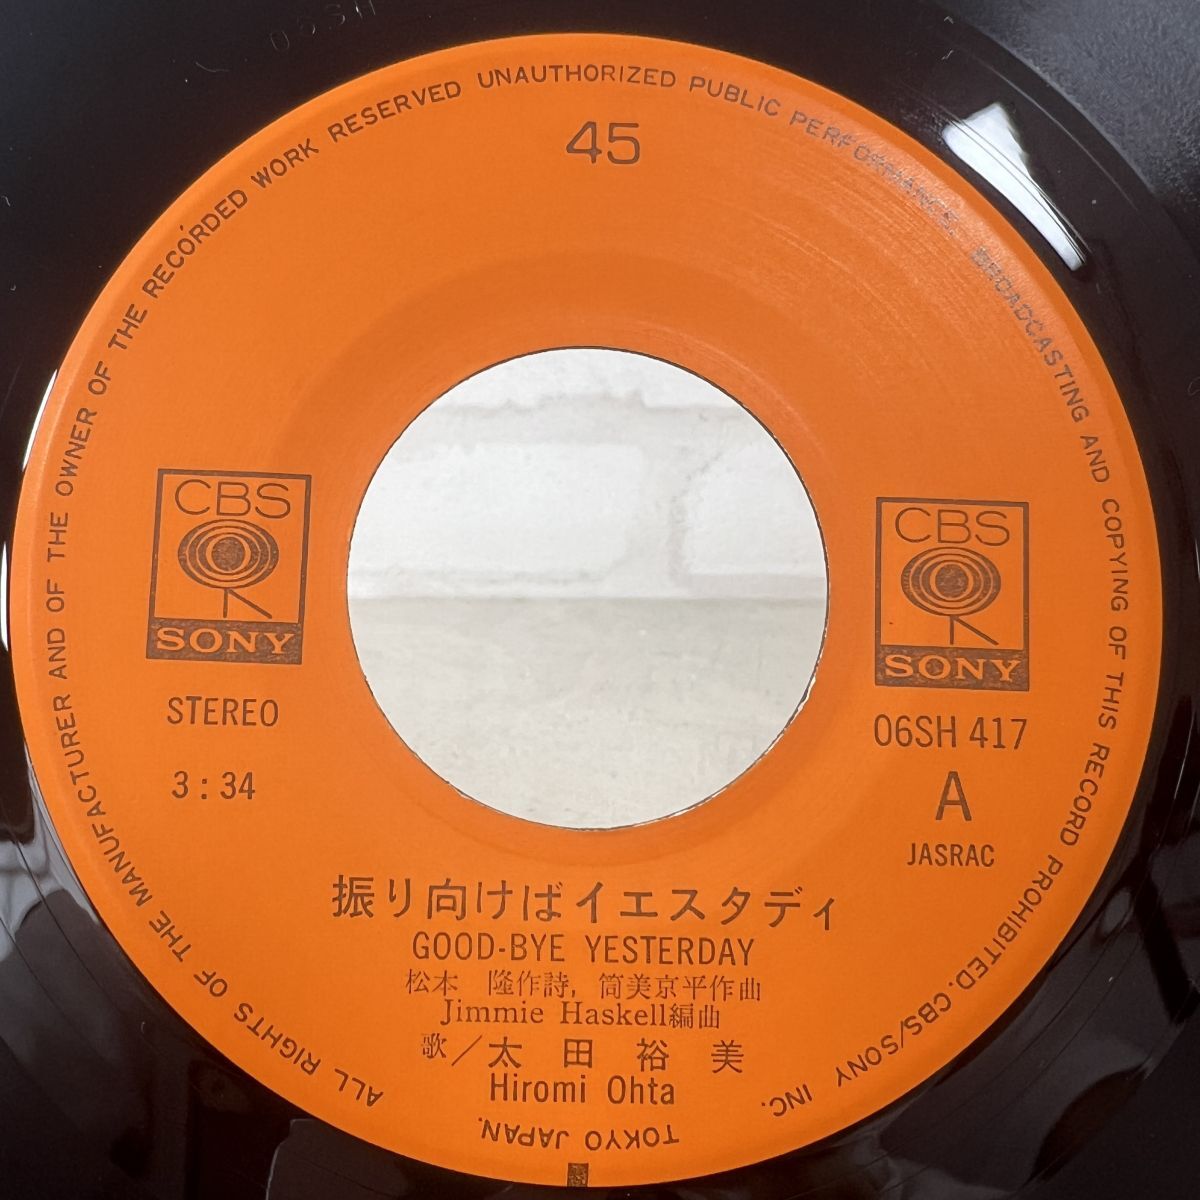 ALL RIGHTS OF THE MANUFACTURER AND OF THE OWNER OF THE RECORDED WORK RESERVED UNAUTHORIZED PUBLIC PERFORMANCE, BROADCASTING AND COPYING OF THIS RECORD PROHIBITED. CBS/SONY INC.
TOKYO JAPAN.
45
CBS
SONY
STEREO
3:34
CBS
SONY
06SH 417
A
JASRAC
振り向けばイエスタディ
GOOD-BYE YESTERDAY
松本 隆作詩, 筒美京平作曲
Jimmie Haskell編曲
歌/太田裕美
Hiromi Ohta